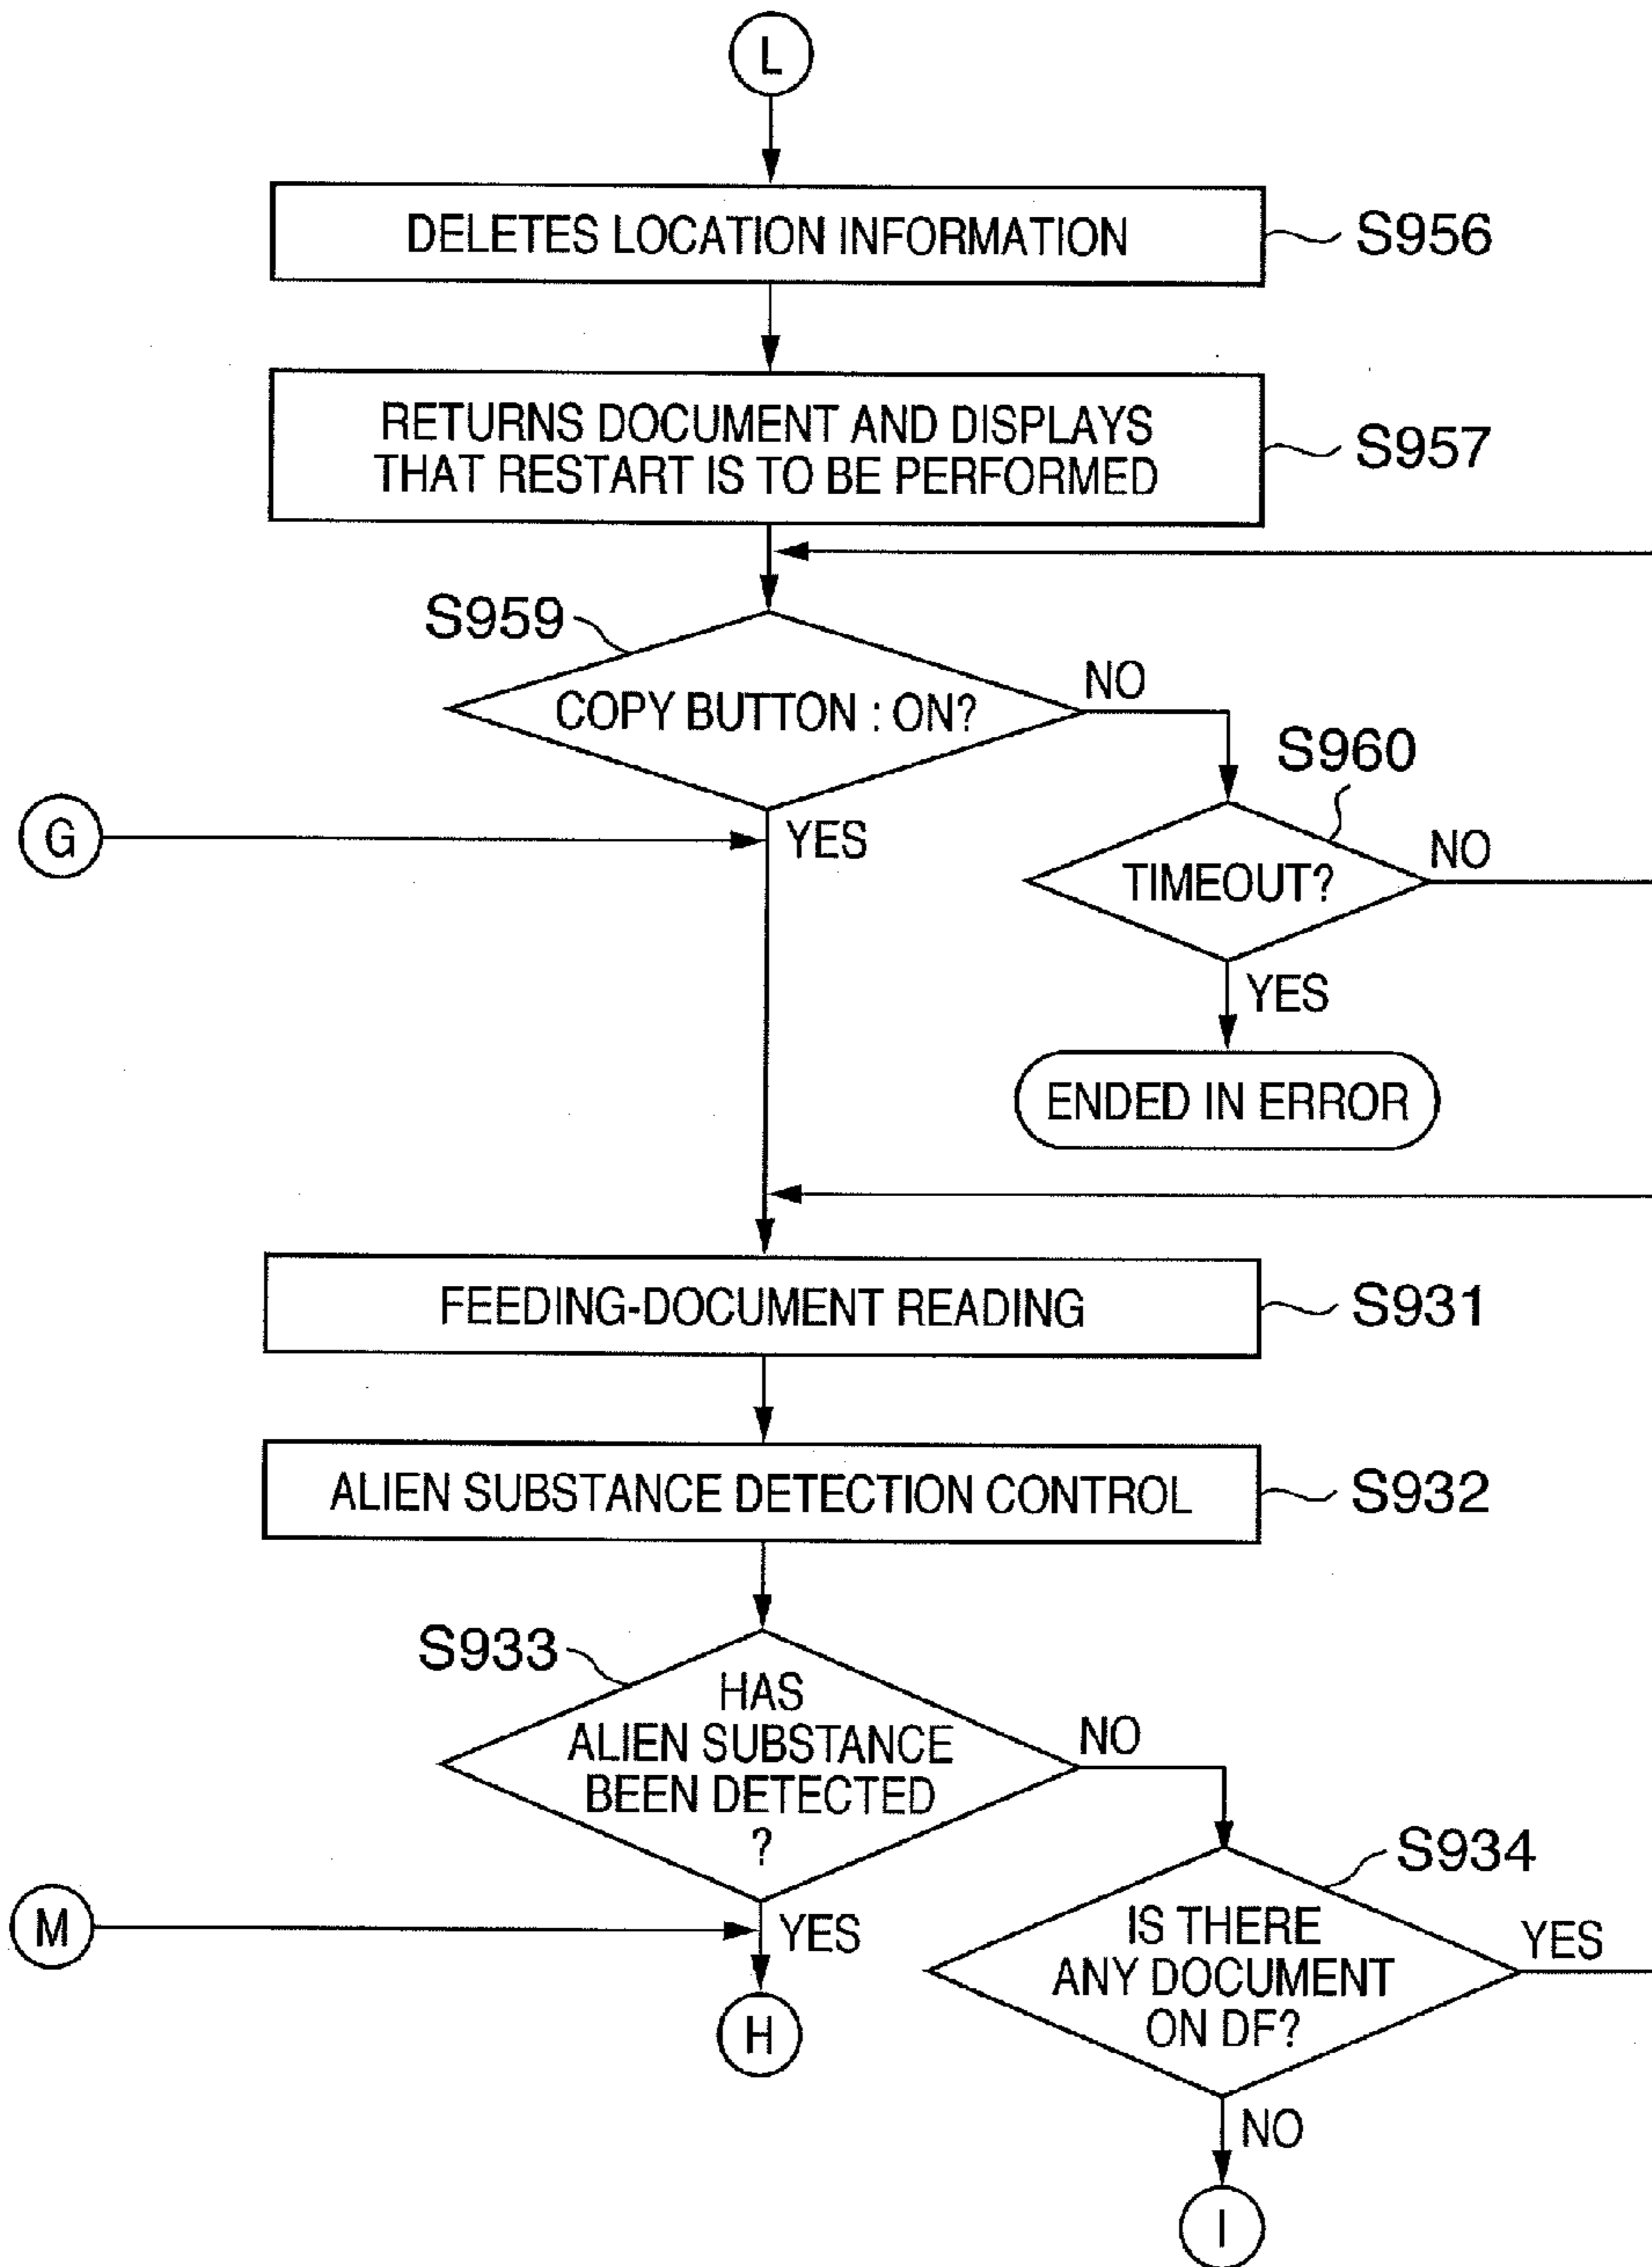 L
DELETES LOCATION INFORMATION
S956
RETURNS DOCUMENT AND DISPLAYS
THAT RESTART IS TO BE PERFORMED
S957
S959
COPY BUTTON : ON?
NO
S960
G
YES
TIMEOUT?
NO
YES
ENDED IN ERROR
FEEDING-DOCUMENT READING
S931
ALIEN SUBSTANCE DETECTION CONTROL
S932
S933
HAS
ALIEN SUBSTANCE
BEEN DETECTED
?
NO
S934
M
YES
IS THERE
ANY DOCUMENT
ON DF?
YES
H
NO
I